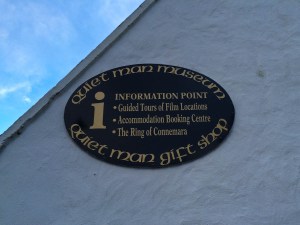 Quiet Man Museum
i
INFORMATION POINT
• Guided Tours of Film Locations
• Accommodation Booking Centre
• The Ring of Connemara
Quiet Man Gift Shop